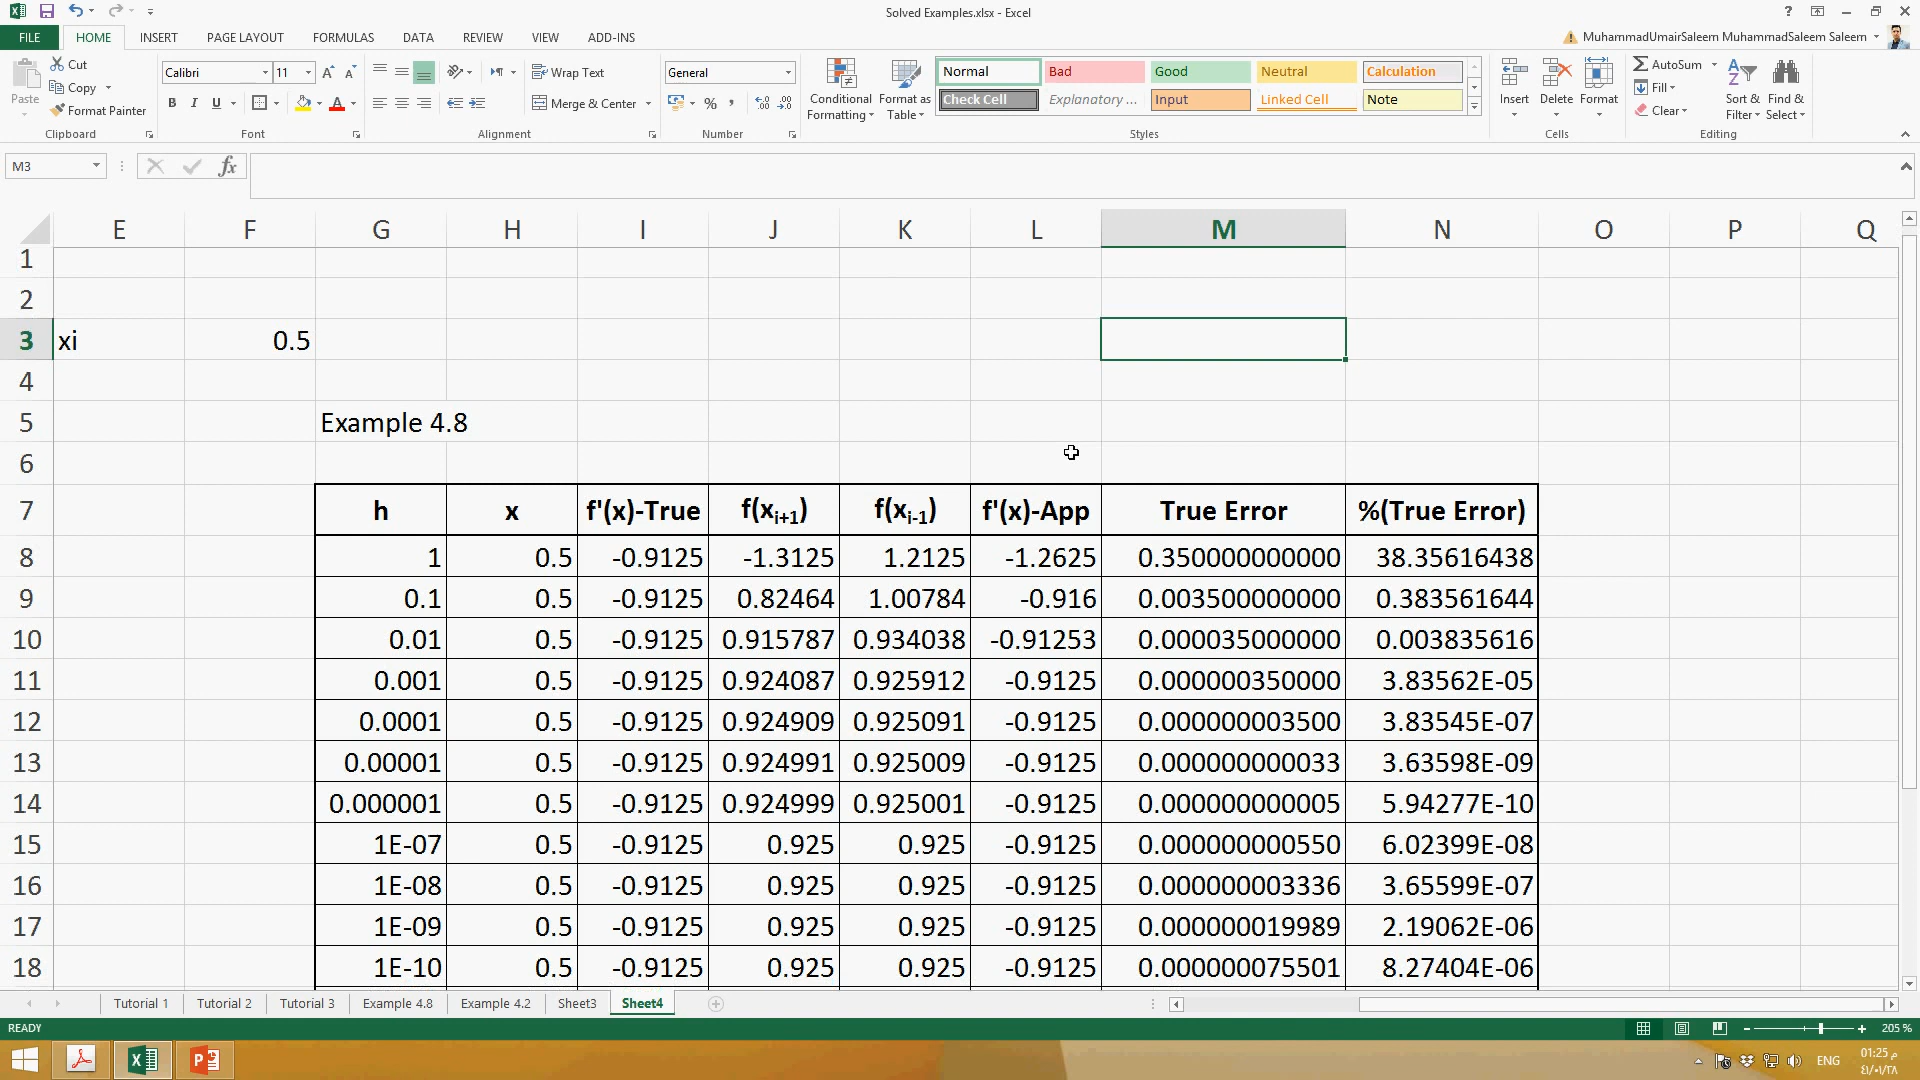 Solved Examples.xlsx - Excel
?
FILE HOME INSERT PAGE LAYOUT FORMULAS DATA REVIEW VIEW ADD-INS MuhammadUmairSaleem MuhammadSaleem Saleem
Paste Cut
Copy
Format Painter
Clipboard
Calibri 11
B I U
Font
Wrap Text
Merge & Center
Alignment
General
% ,
Number
Conditional Formatting
Format as Table
Normal Bad Good Neutral Calculation
Check Cell Explanatory ... Input Linked Cell Note
Styles
Insert Delete Format
Cells
AutoSum
Fill
Clear
Sort & Filter
Find & Select
Editing
M3 fx
E F G H I J K L M N O P Q
1
2
3 xi 0.5
4
5 Example 4.8
6
7 h x f'(x)-True f(xi+1) f(xi-1) f'(x)-App True Error %(True Error)
8 1 0.5 -0.9125 -1.3125 1.2125 -1.2625 0.350000000000 38.35616438
9 0.1 0.5 -0.9125 0.82464 1.00784 -0.916 0.003500000000 0.383561644
10 0.01 0.5 -0.9125 0.915787 0.934038 -0.91253 0.000035000000 0.003835616
11 0.001 0.5 -0.9125 0.924087 0.925912 -0.9125 0.000000350000 3.83562E-05
12 0.0001 0.5 -0.9125 0.924909 0.925091 -0.9125 0.000000003500 3.83545E-07
13 0.00001 0.5 -0.9125 0.924991 0.925009 -0.9125 0.000000000033 3.63598E-09
14 0.000001 0.5 -0.9125 0.924999 0.925001 -0.9125 0.000000000005 5.94277E-10
15 1E-07 0.5 -0.9125 0.925 0.925 -0.9125 0.000000000550 6.02399E-08
16 1E-08 0.5 -0.9125 0.925 0.925 -0.9125 0.000000003336 3.65599E-07
17 1E-09 0.5 -0.9125 0.925 0.925 -0.9125 0.000000019989 2.19062E-06
18 1E-10 0.5 -0.9125 0.925 0.925 -0.9125 0.000000075501 8.27404E-06
Tutorial 1 Tutorial 2 Tutorial 3 Example 4.8 Example 4.2 Sheet3 Sheet4
READY 205 %
ENG 01:25 م
٤١/٠١/٢٨